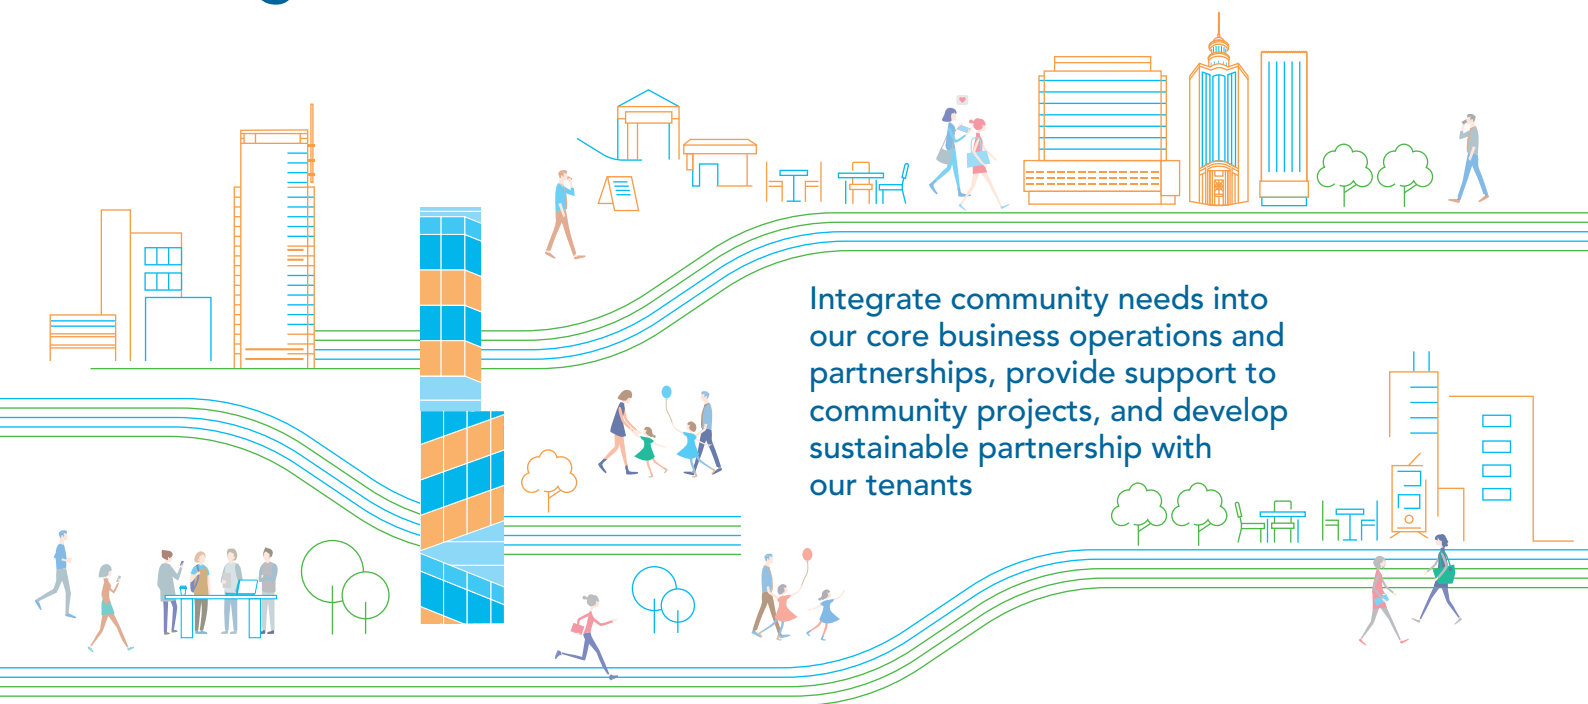 Integrate community needs into
our core business operations and
partnerships, provide support to
community projects, and develop
sustainable partnership with
our tenants